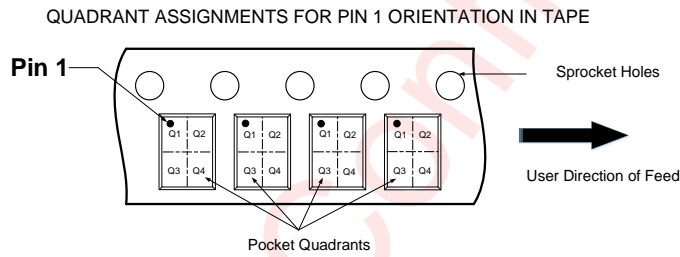 QUADRANT ASSIGNMENTS FOR PIN 1 ORIENTATION IN TAPE
Pin 1
Sprocket Holes
Q1 Q2 Q1 Q2 Q1 Q2 Q1 Q2
Q3 Q4 Q3 Q4 Q3 Q4 Q3 Q4
User Direction of Feed
Pocket Quadrants